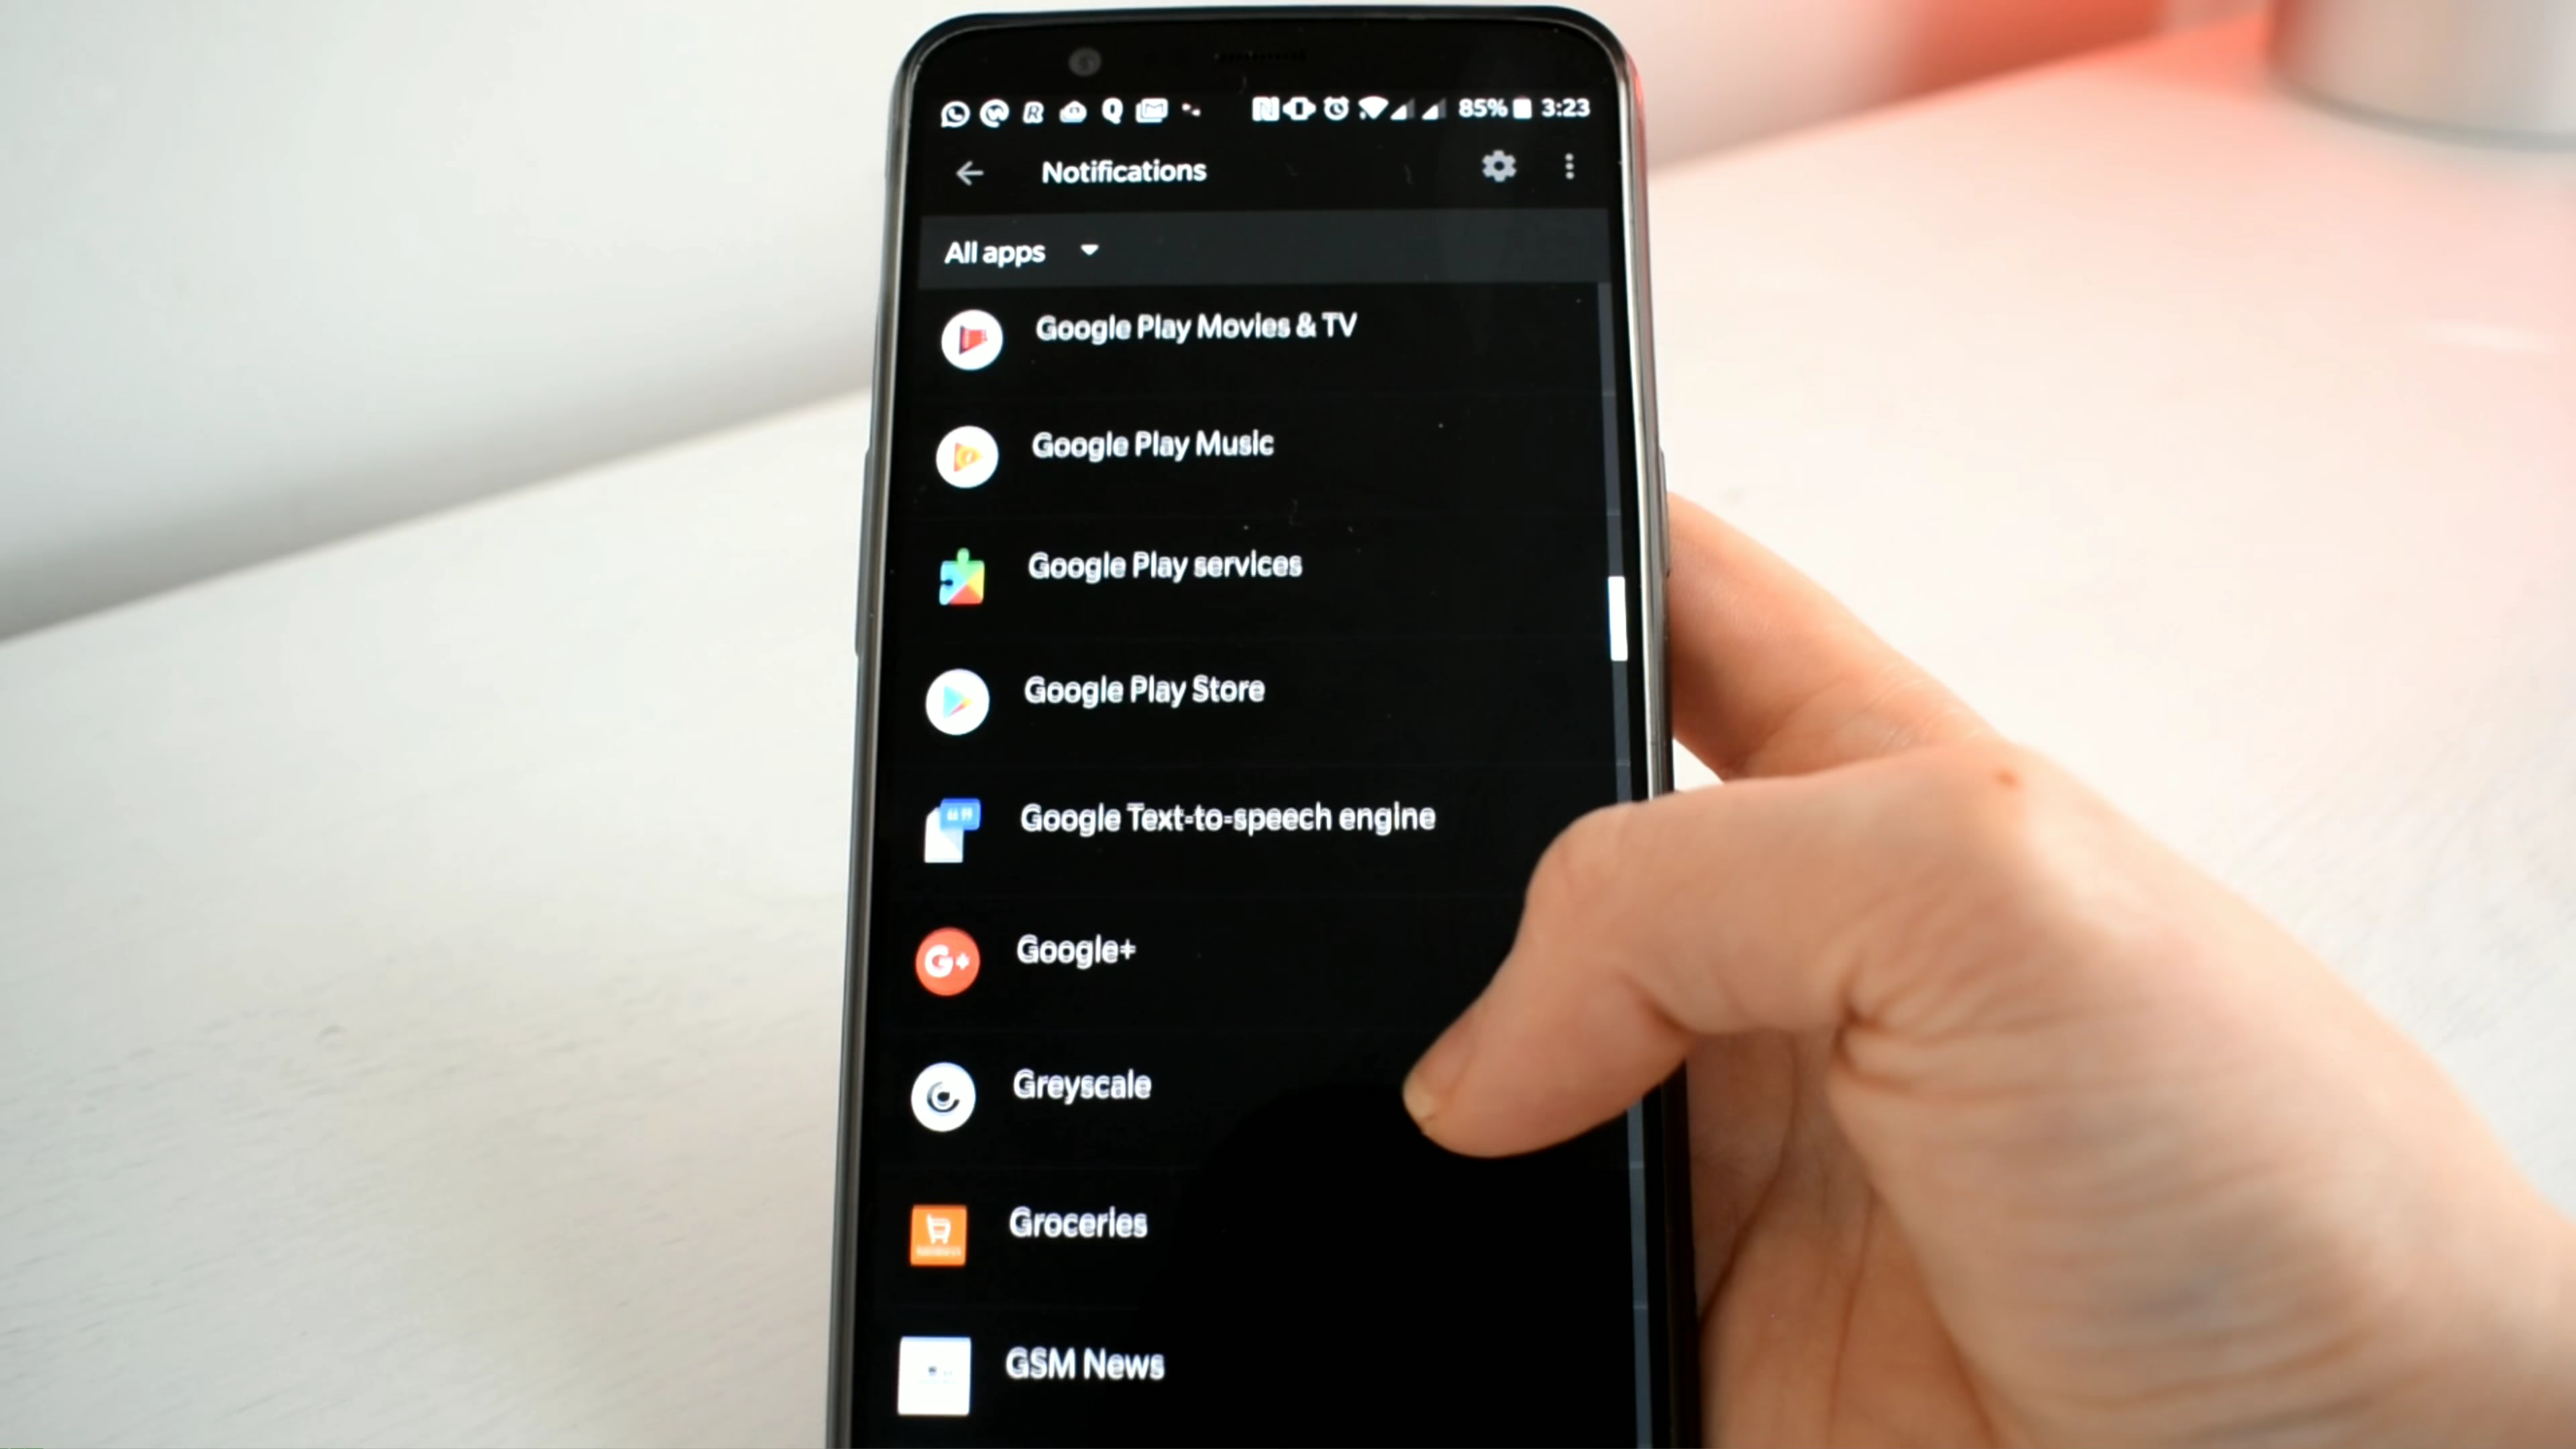 85% 3:23
Notifications
All apps
Google Play Movies & TV
Google Play Music
Google Play services
Google Play Store
Google Text-to-speech engine
G+ Google+
Greyscale
Groceries
GSM News